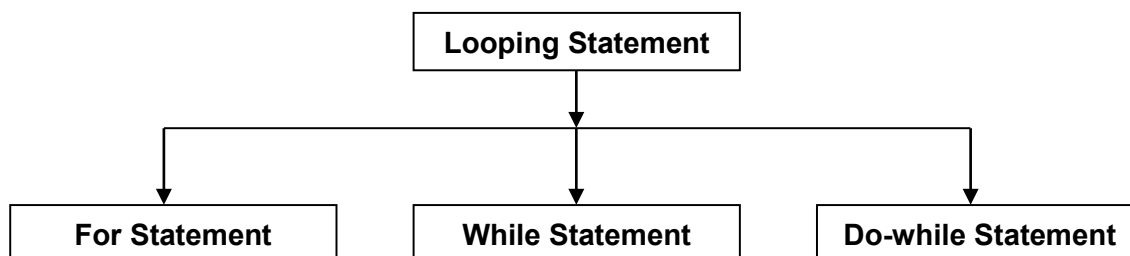 Looping Statement
For Statement
While Statement
Do-while Statement